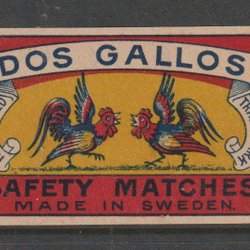 DOS GALLOS
SAFETY MATCHES
MADE IN SWEDEN.